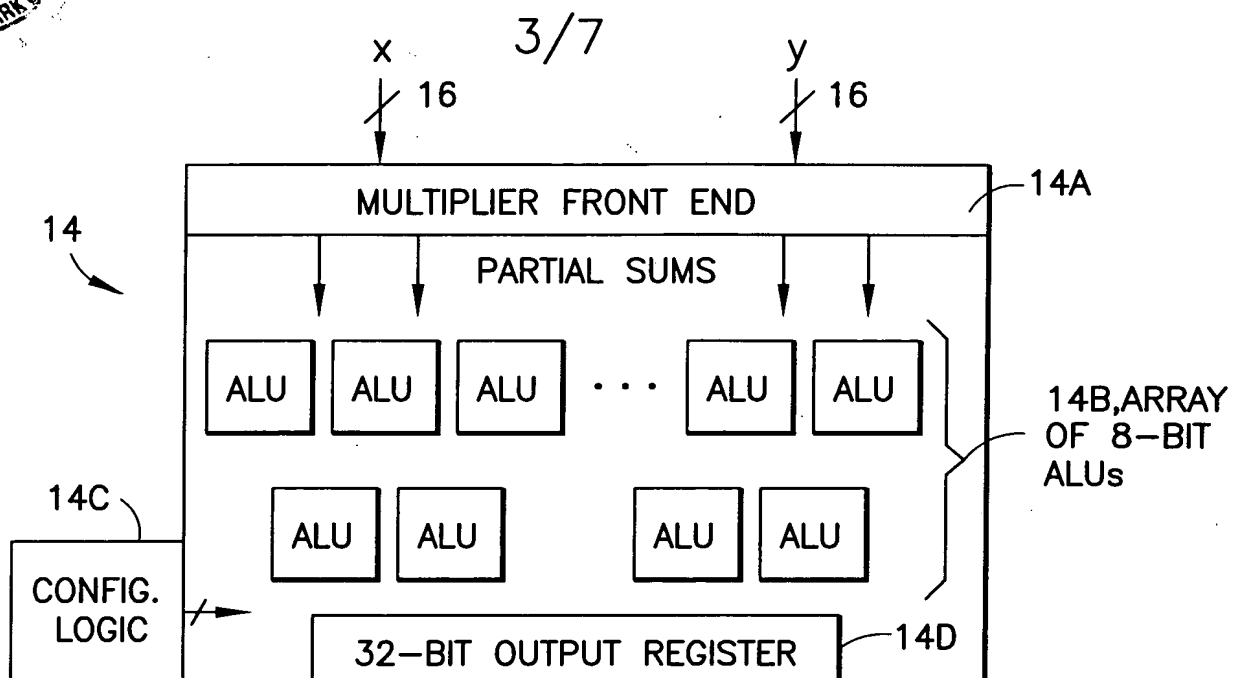 3/7
x y
16 16
MULTIPLIER FRONT END
14A
14
PARTIAL SUMS
ALU ALU ALU ... ALU ALU
14B,ARRAY
OF 8-BIT
ALUs
14C
ALU ALU ALU ALU
CONFIG.
LOGIC
32-BIT OUTPUT REGISTER
14D